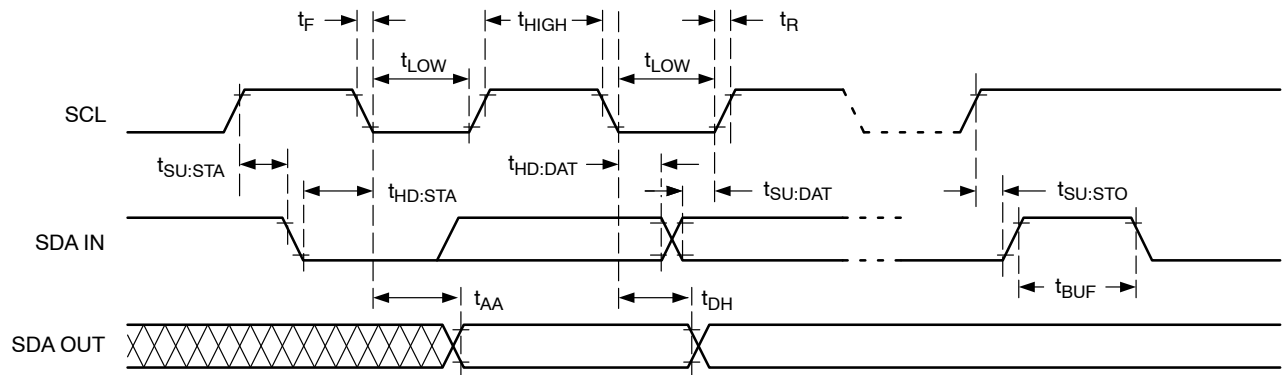 tF
tHIGH
tR
tLOW
tLOW
SCL
tSU:STA
tHD:STA
tHD:DAT
tSU:DAT
tSU:STO
SDA IN
tAA
tDH
tBUF
SDA OUT